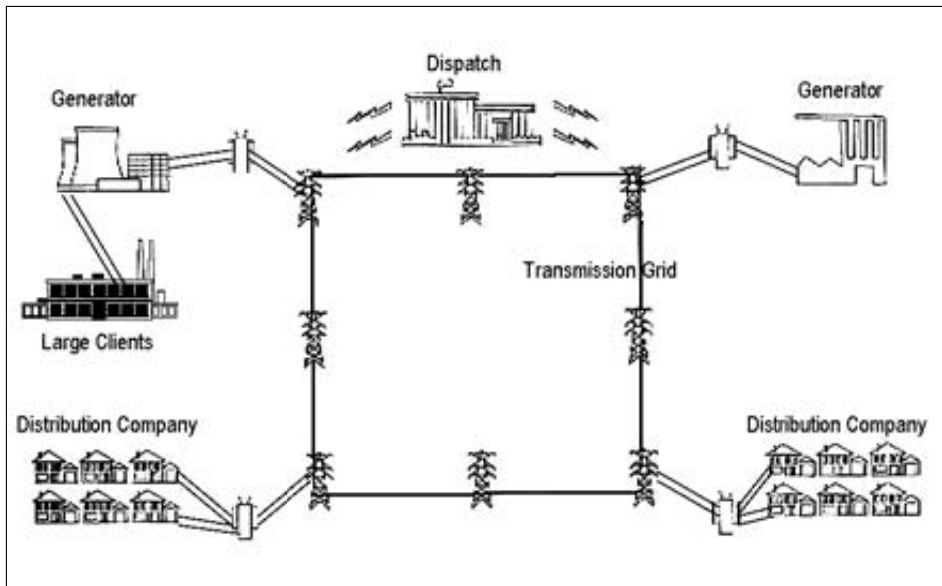 Dispatch
Generator
Generator
Transmission Grid
Large Clients
Distribution Company
Distribution Company